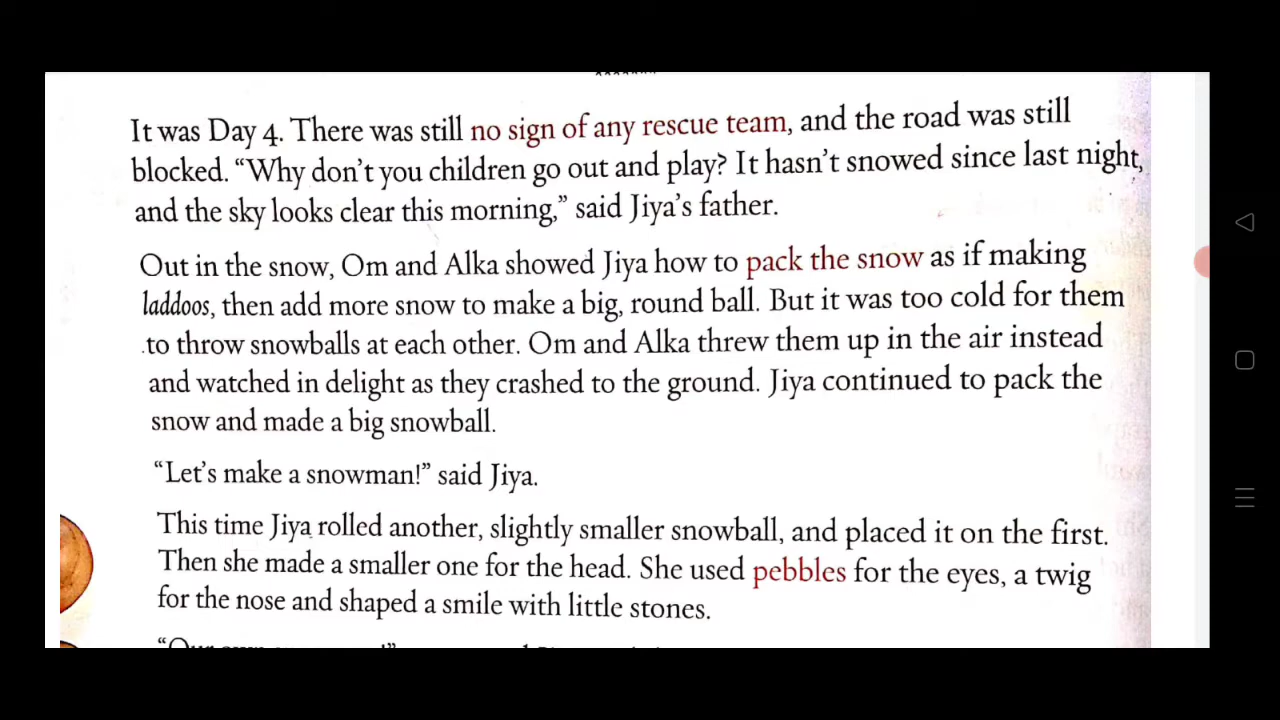 It was Day 4. There was still no sign of any rescue team, and the road was still
blocked. “Why don’t you children go out and play? It hasn’t snowed since last night,
and the sky looks clear this morning,” said Jiya’s father.
Out in the snow, Om and Alka showed Jiya how to pack the snow as if making
laddoos, then add more snow to make a big, round ball. But it was too cold for them
to throw snowballs at each other. Om and Alka threw them up in the air instead
and watched in delight as they crashed to the ground. Jiya continued to pack the
snow and made a big snowball.
“Let’s make a snowman!” said Jiya.
This time Jiya rolled another, slightly smaller snowball, and placed it on the first.
Then she made a smaller one for the head. She used pebbles for the eyes, a twig
for the nose and shaped a smile with little stones.